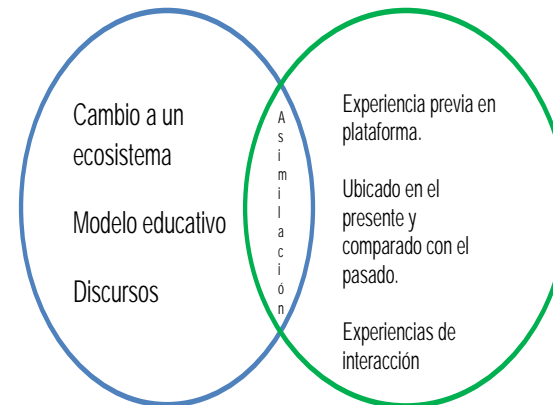 Cambio a un
ecosistema
Modelo educativo
Discursos
Asimilación
Experiencia previa en
plataforma.
Ubicado en el
presente y
comparado con el
pasado.
Experiencias de
interacción